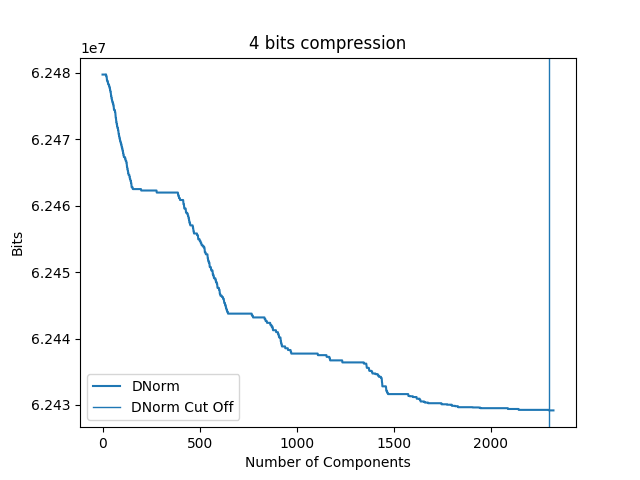 4 bits compression
1e7
6.248
6.247
6.246
6.245
6.244
6.243
Bits
DNorm
DNorm Cut Off
0 500 1000 1500 2000
Number of Components